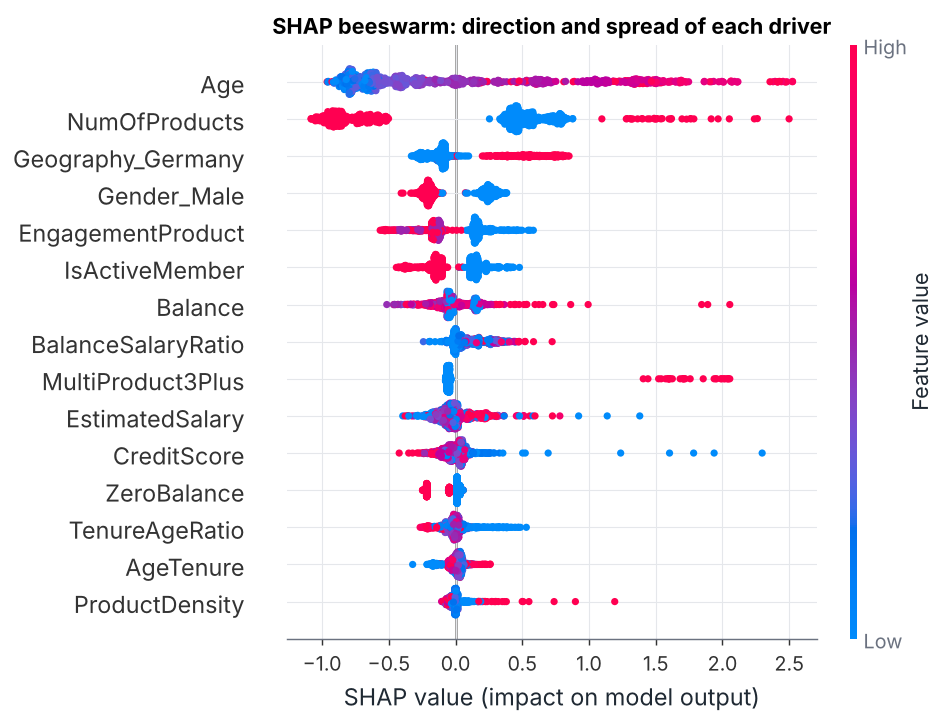 SHAP beeswarm: direction and spread of each driver
High
Age
NumOfProducts
Geography_Germany
Gender_Male
EngagementProduct
IsActiveMember
Balance
BalanceSalaryRatio
MultiProduct3Plus
EstimatedSalary
CreditScore
ZeroBalance
TenureAgeRatio
AgeTenure
ProductDensity
Feature value
Low
−1.0 −0.5 0.0 0.5 1.0 1.5 2.0 2.5
SHAP value (impact on model output)